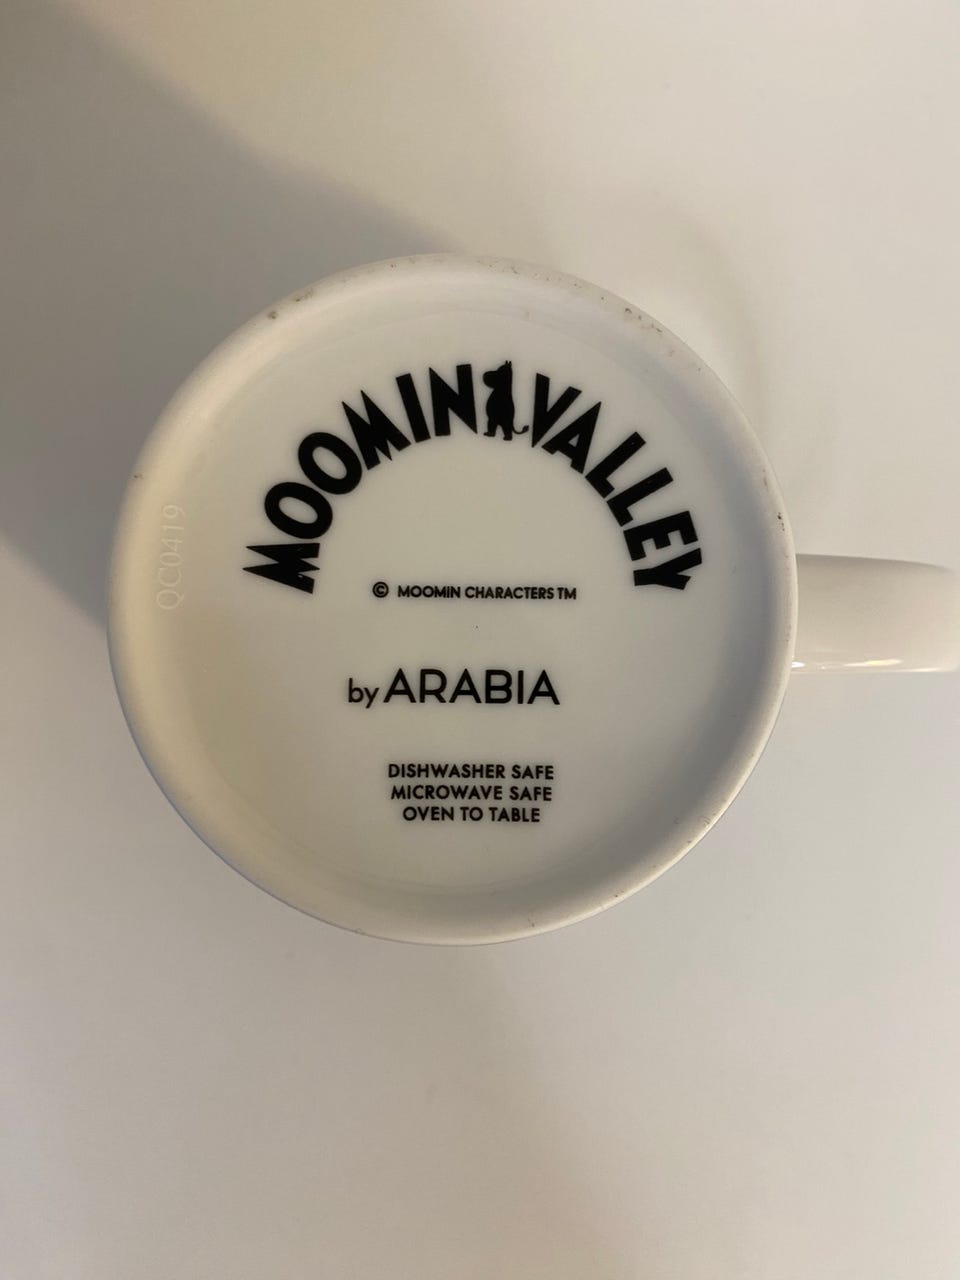 MOOMINVALLEY
© MOOMIN CHARACTERS TM
by ARABIA
DISHWASHER SAFE
MICROWAVE SAFE
OVEN TO TABLE
QC0419